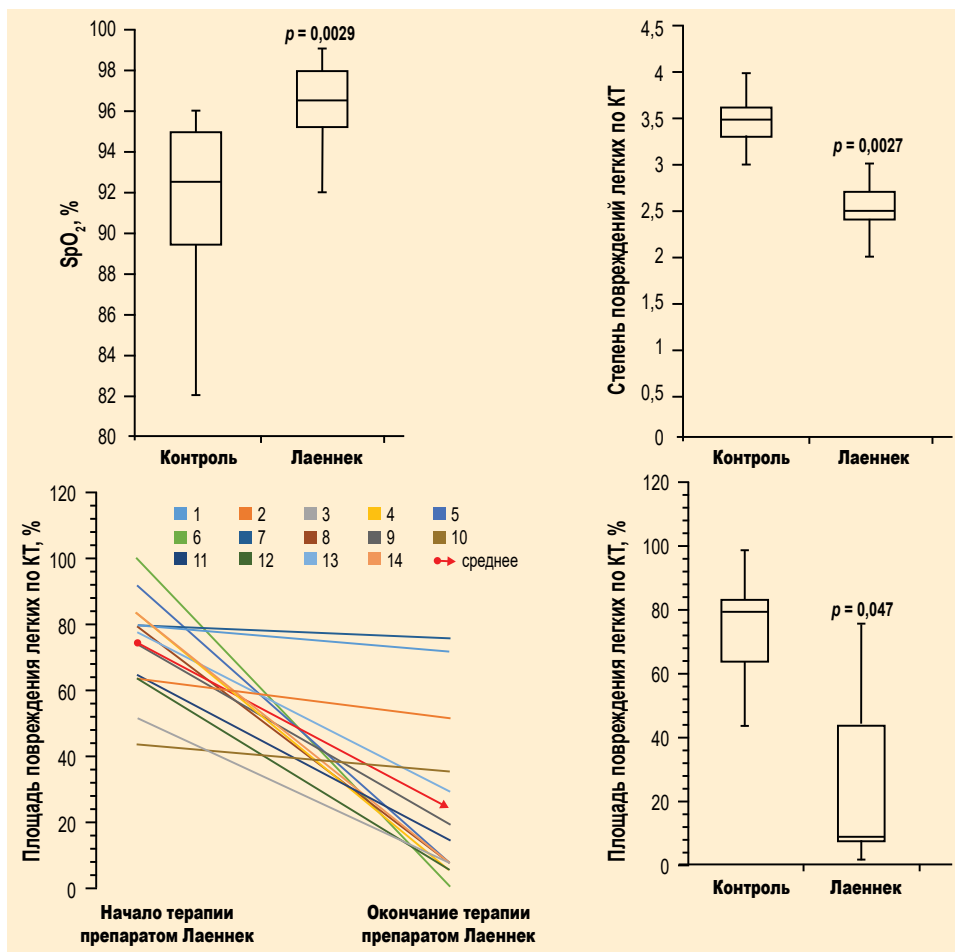 100
98
96
94
92
90
88
86
84
82
80
SpO2, %
p = 0,0029
Контроль
Лаеннек
4,5
4
3,5
3
2,5
2
1,5
1
0,5
0
Степень повреждений легких по КТ
p = 0,0027
Контроль
Лаеннек
120
100
80
60
40
20
0
Площадь повреждения легких по КТ, %
1 2 3 4 5
6 7 8 9 10
11 12 13 14 среднее
Начало терапии
препаратом Лаеннек
Окончание терапии
препаратом Лаеннек
120
100
80
60
40
20
0
Площадь повреждения легких по КТ, %
p = 0,047
Контроль
Лаеннек